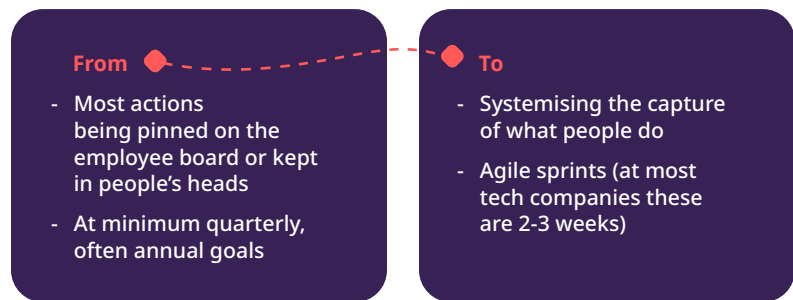 From
- Most actions
being pinned on the
employee board or kept
in people’s heads
- At minimum quarterly,
often annual goals
To
- Systemising the capture
of what people do
- Agile sprints (at most
tech companies these
are 2-3 weeks)